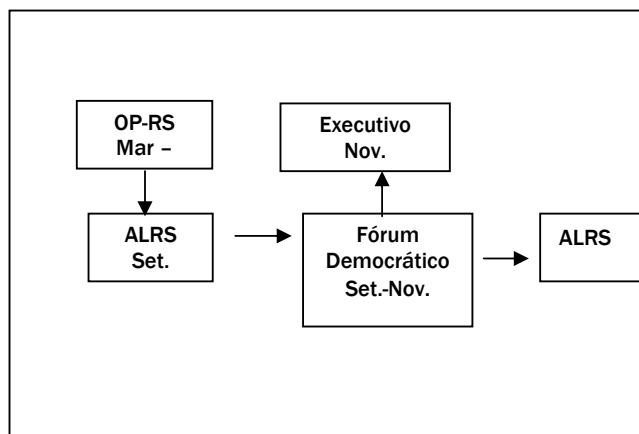 OP-RS
Mar –
Executivo
Nov.
ALRS
Set.
Fórum
Democrático
Set.-Nov.
ALRS